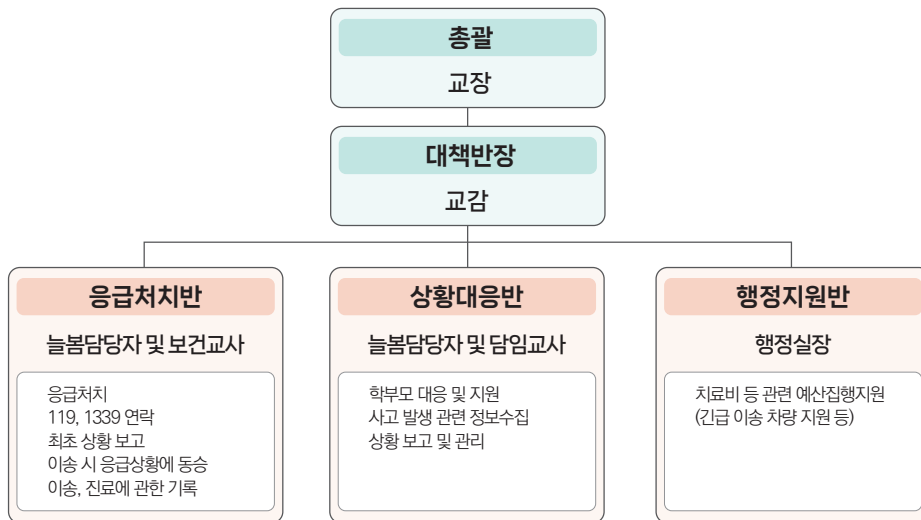 총괄
교장
대책반장
교감
응급처치반
늘봄담당자 및 보건교사
응급처치
119, 1339 연락
최초 상황 보고
이송 시 응급상황에 동승
이송, 진료에 관한 기록
상황대응반
늘봄담당자 및 담임교사
학부모 대응 및 지원
사고 발생 관련 정보수집
상황 보고 및 관리
행정지원반
행정실장
치료비 등 관련 예산집행지원
(긴급 이송 차량 지원 등)